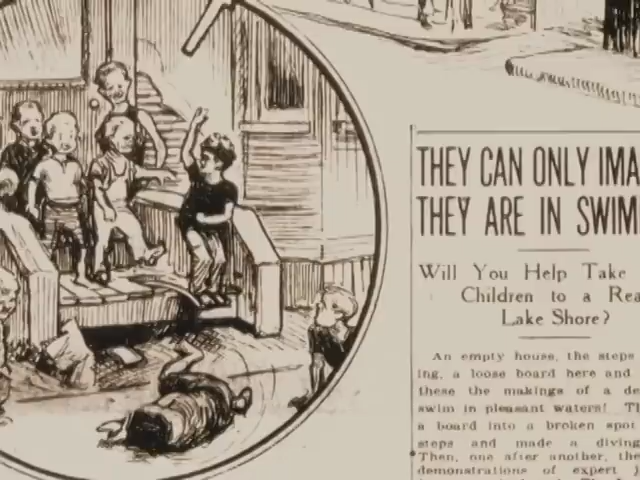 THEY CAN ONLY IMA
THEY ARE IN SWIM
Will You Help Take
Children to a Rea
Lake Shore?
An empty house, the steps
ing, a loose board here and
these the makings of a de
swim in pleasant waters! Th
a board into a broken spot
steps and made a diving
Then, one after another, the
demonstrations of expert